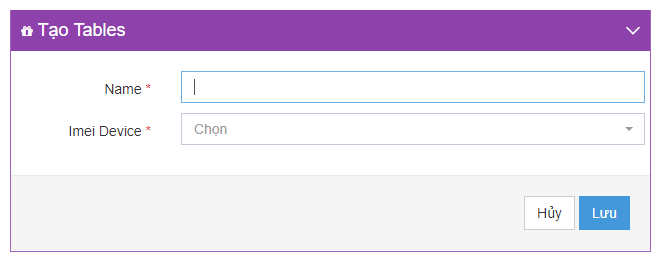 Tạo Tables
Name *
Imei Device *
Chọn
Hủy
Lưu